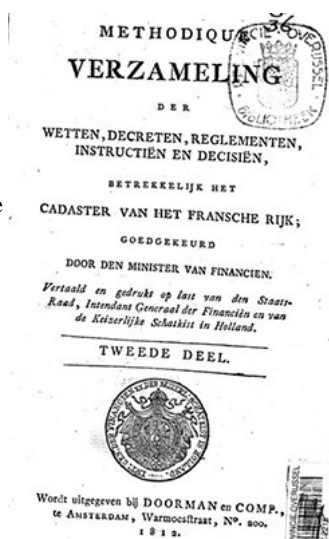 METHODIQUE
VERZAMELING
DER
WETTEN, DECRETEN, REGLEMENTEN,
INSTRUCTIËN EN DECISIËN,
BETREKKELIJK HET
CADASTER VAN HET FRANSCHE RIJK;
GOEDGEKEURD
DOOR DEN MINISTER VAN FINANCIEN.
Vertaald en gedrukt op last van den Staats-
Raad, Intendant Generaal der Financiën en van
de Keizerlijke Schatkist in Holland.
TWEEDE DEEL.
Wordt uitgegeven bij DOORMAN en COMP.,
te AMSTERDAM, Warmoesſtraat, N°. 200.
1812.